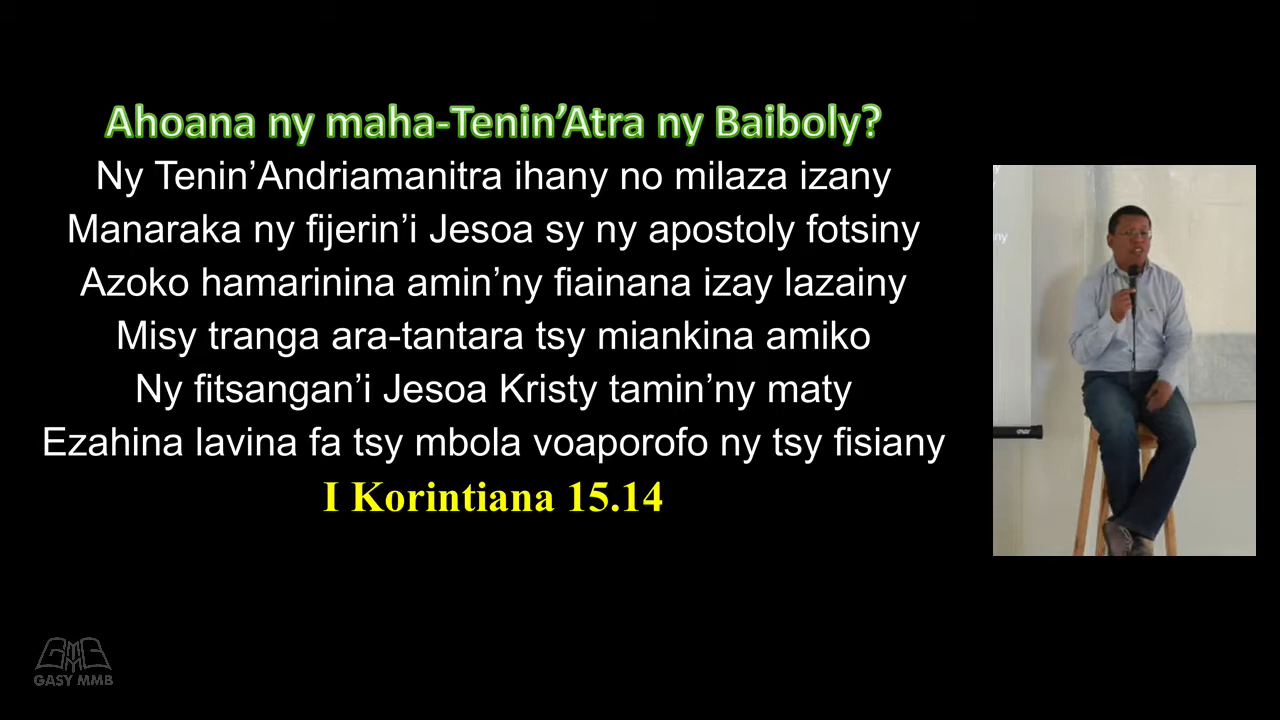 Ahoana ny maha-Tenin’Atra ny Baiboly?
Ny Tenin’Andriamanitra ihany no milaza izany
Manaraka ny fijerin’i Jesoa sy ny apostoly fotsiny
Azoko hamarinina amin’ny fiainana izay lazainy
Misy tranga ara-tantara tsy miankina amiko
Ny fitsangan’i Jesoa Kristy tamin’ny maty
Ezahina lavina fa tsy mbola voaporofo ny tsy fisiany
I Korintiana 15.14
GASY MMB